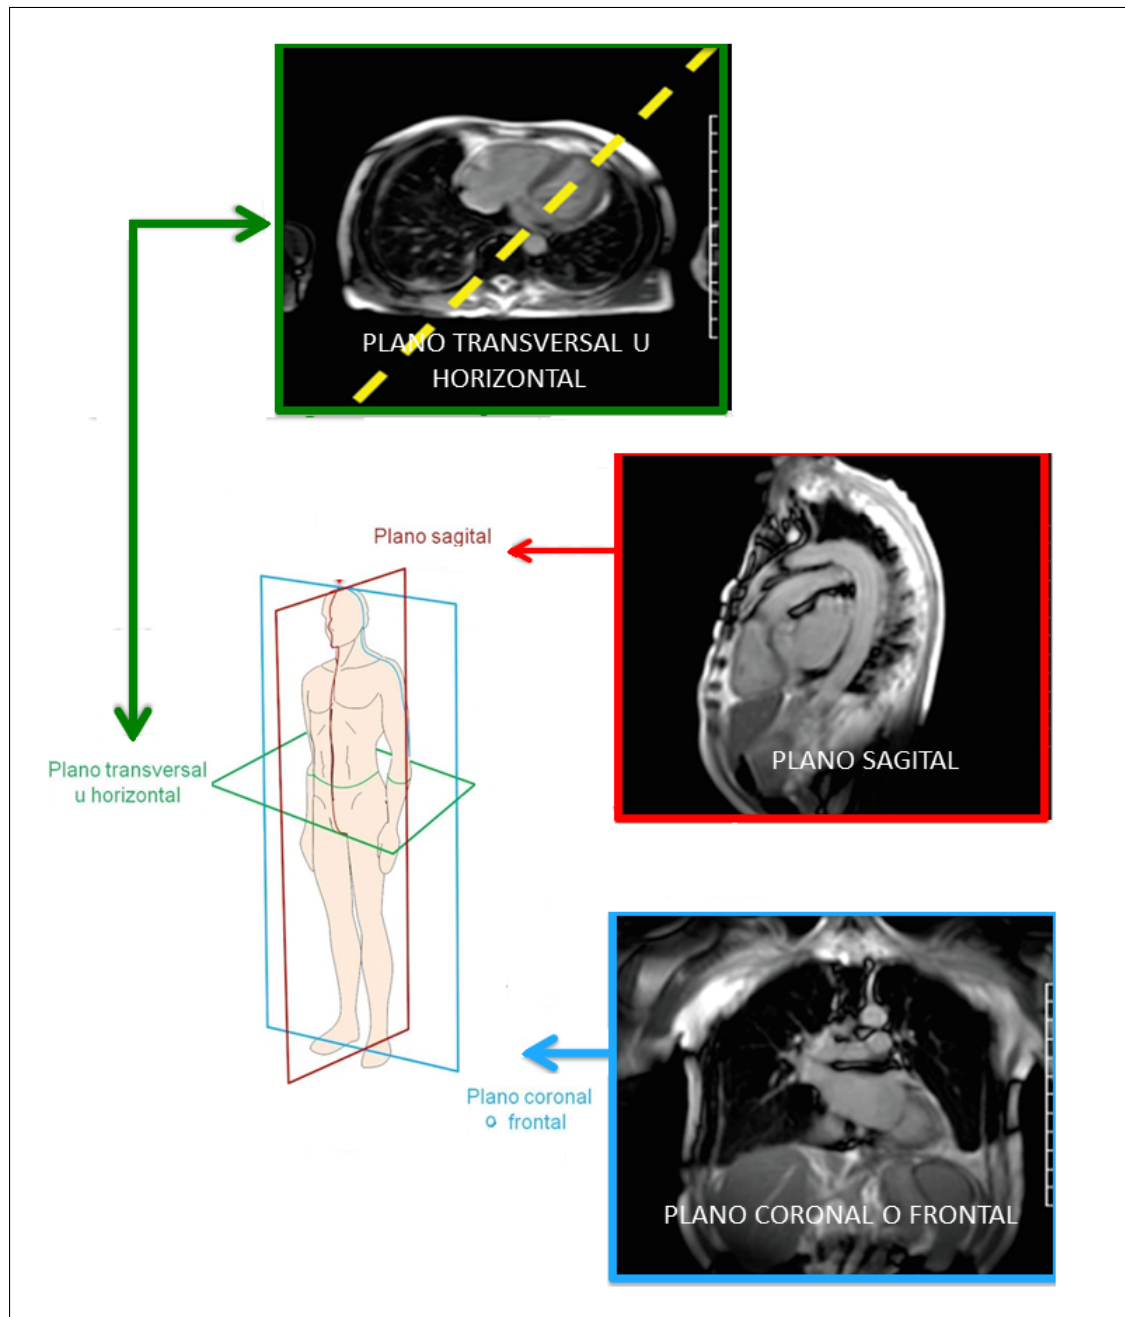 PLANO TRANSVERSAL U
HORIZONTAL
Plano sagital
PLANO SAGITAL
Plano transversal
u horizontal
Plano coronal
o frontal
PLANO CORONAL O FRONTAL